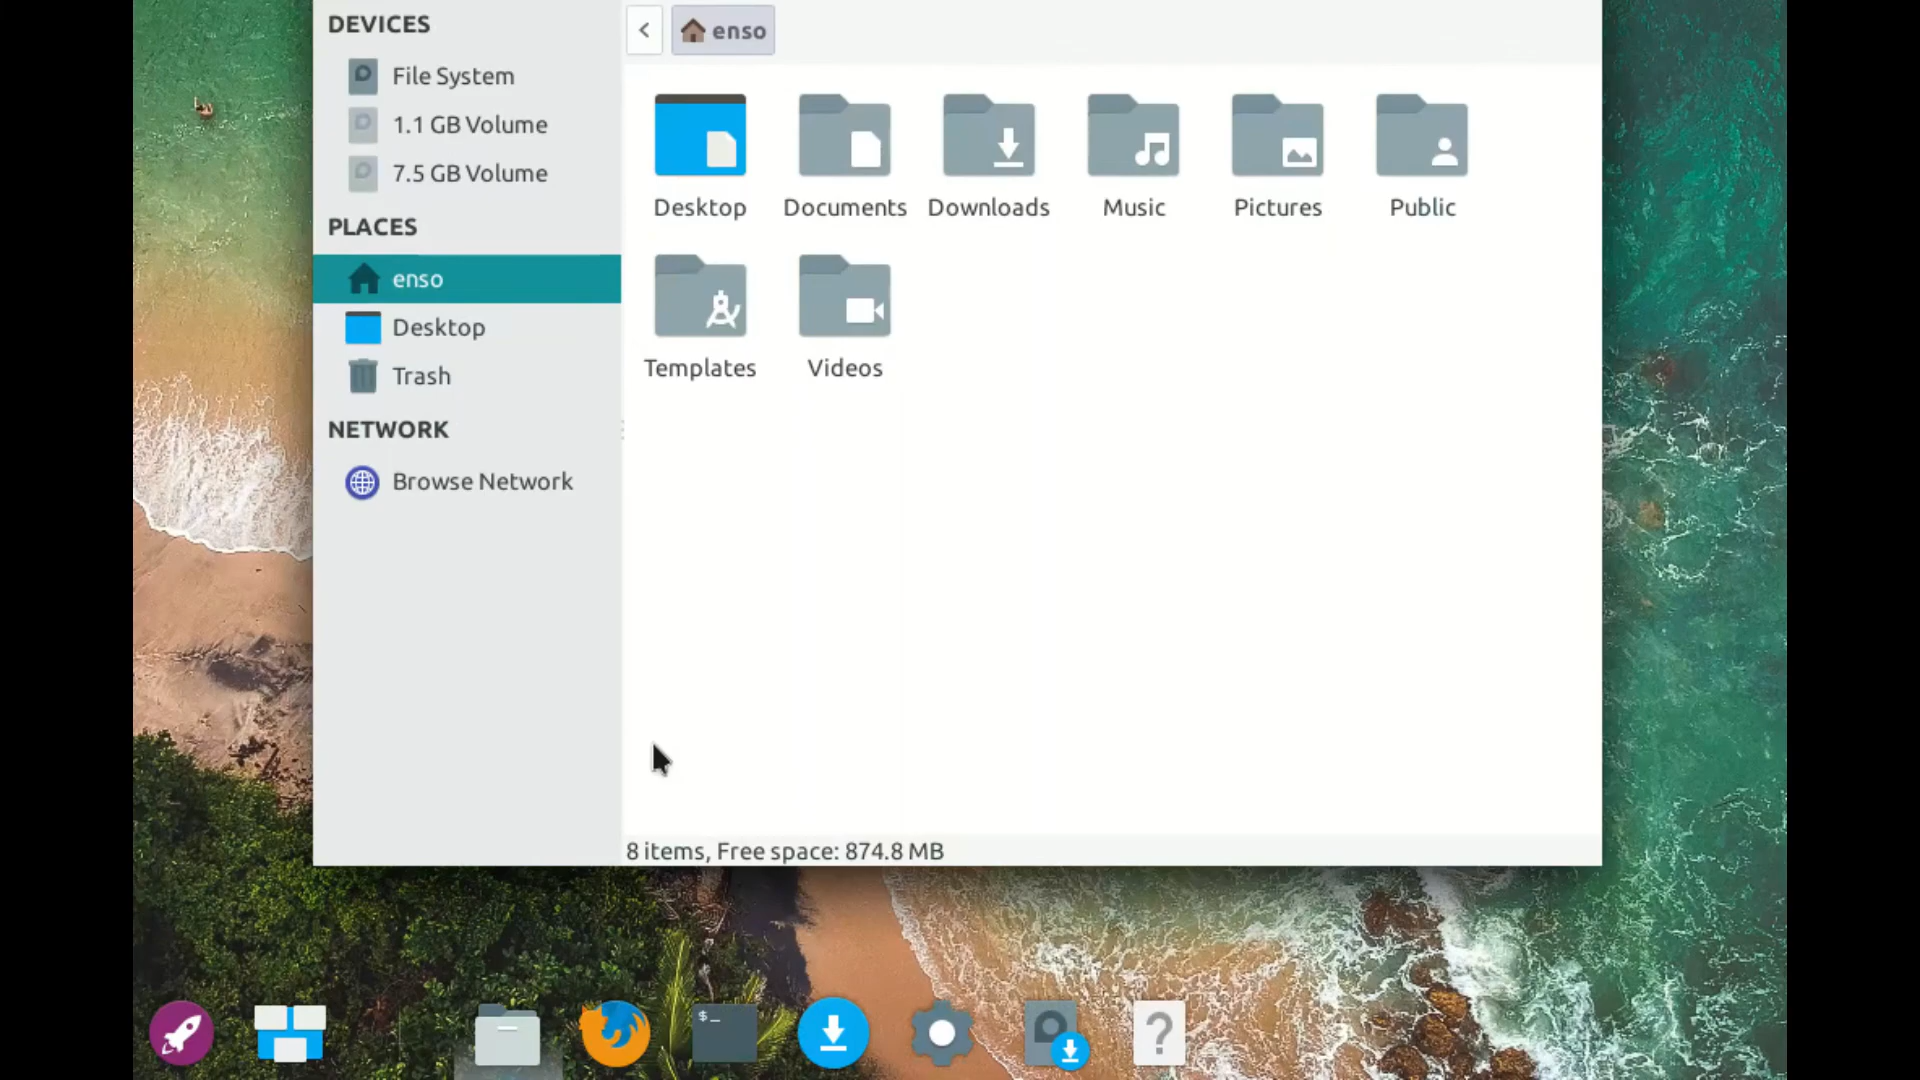 DEVICES
File System
1.1 GB Volume
7.5 GB Volume
PLACES
enso
Desktop
Trash
NETWORK
Browse Network
enso
Desktop
Documents
Downloads
Music
Pictures
Public
Templates
Videos
8 items, Free space: 874.8 MB
$_
?